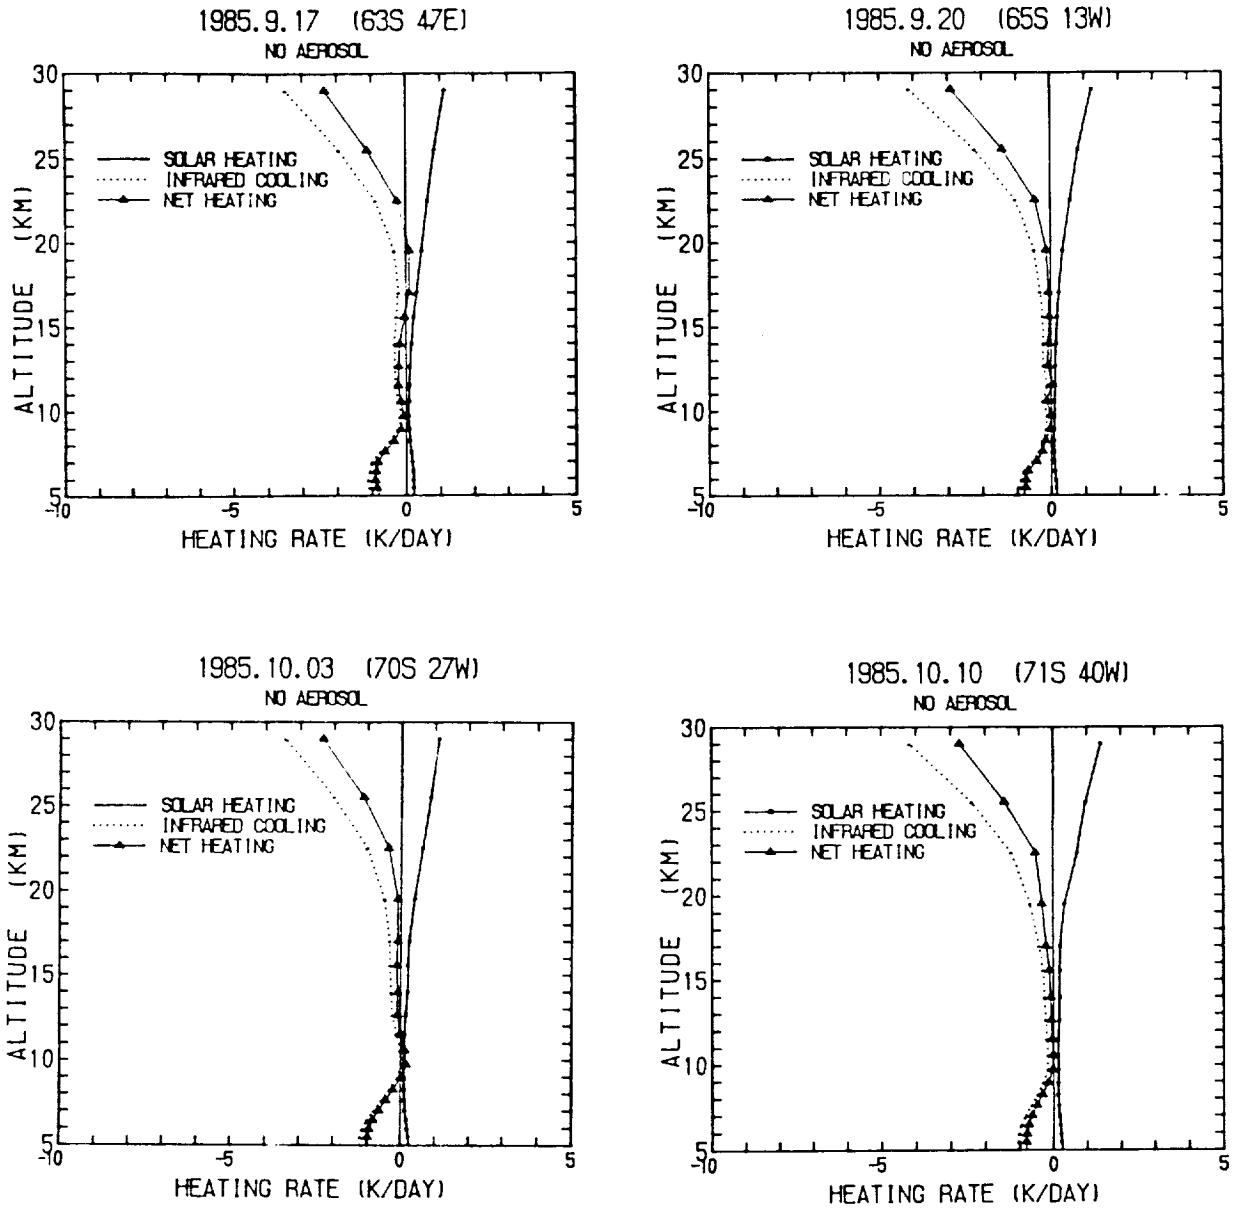 1985.9.17 (63S 47E)
NO AEROSOL
30
25
20
15
10
5
-10
-5
0
5
ALTITUDE (KM)
SOLAR HEATING
INFRARED COOLING
NET HEATING
HEATING RATE (K/DAY)
1985.9.20 (65S 13W)
NO AEROSOL
30
25
20
15
10
5
-10
-5
0
5
ALTITUDE (KM)
SOLAR HEATING
INFRARED COOLING
NET HEATING
HEATING RATE (K/DAY)
1985.10.03 (70S 27W)
NO AEROSOL
30
25
20
15
10
5
-10
-5
0
5
ALTITUDE (KM)
SOLAR HEATING
INFRARED COOLING
NET HEATING
HEATING RATE (K/DAY)
1985.10.10 (71S 40W)
NO AEROSOL
30
25
20
15
10
5
-10
-5
0
5
ALTITUDE (KM)
SOLAR HEATING
INFRARED COOLING
NET HEATING
HEATING RATE (K/DAY)